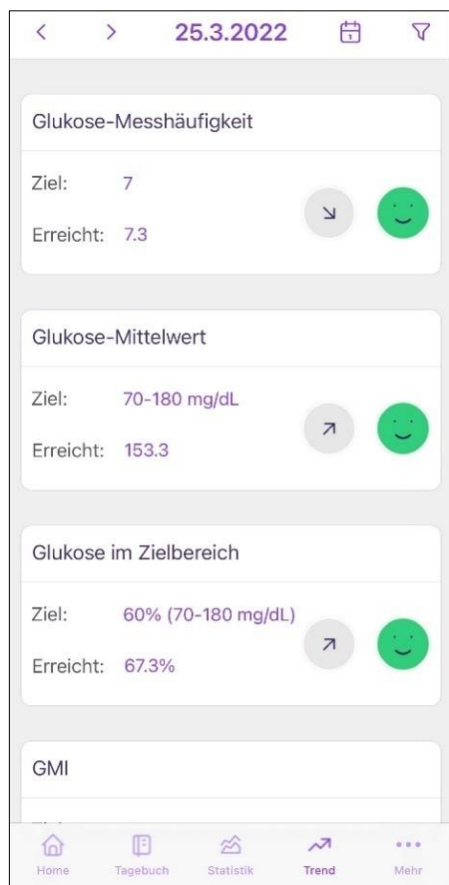 25.3.2022
1
Glukose-Messhäufigkeit
Ziel: 7
Erreicht: 7.3
Glukose-Mittelwert
Ziel: 70-180 mg/dL
Erreicht: 153.3
Glukose im Zielbereich
Ziel: 60% (70-180 mg/dL)
Erreicht: 67.3%
GMI
Home Tagebuch Statistik Trend Mehr